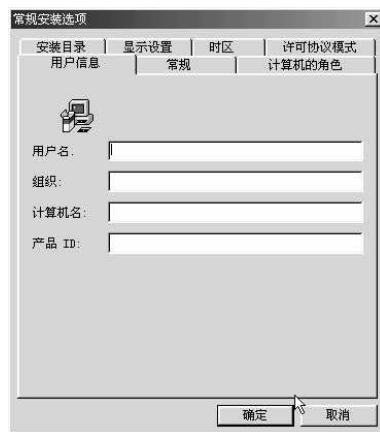 常规安装选项
安装目录 显示设置 时区 许可协议模式
用户信息 常规 计算机的角色
用户名.
组织:
计算机名:
产品 ID:
确定 取消